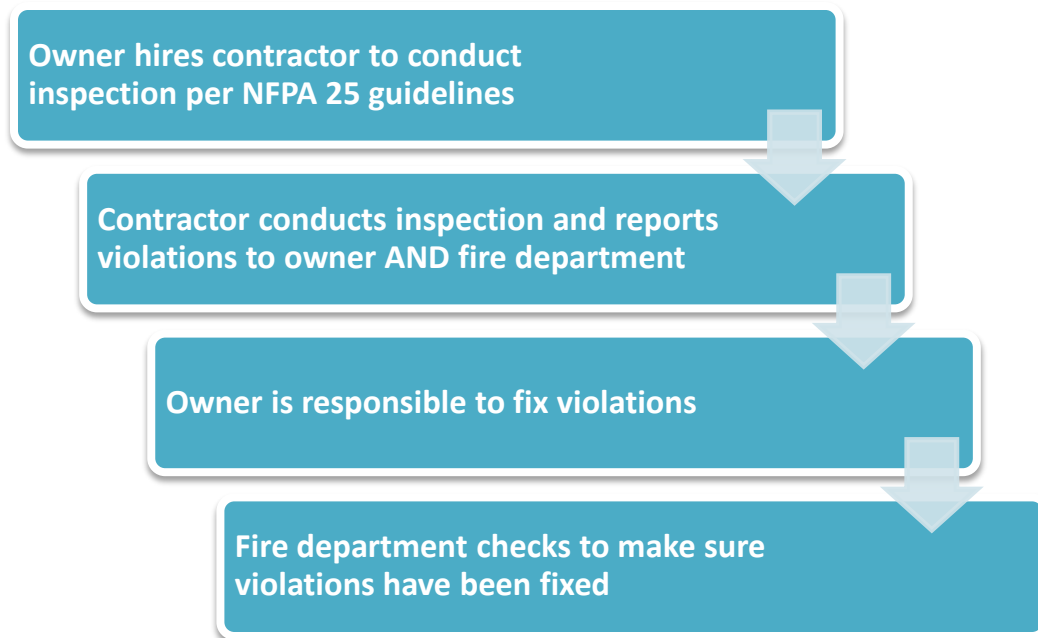 Owner hires contractor to conduct
inspection per NFPA 25 guidelines
Contractor conducts inspection and reports
violations to owner AND fire department
Owner is responsible to fix violations
Fire department checks to make sure
violations have been fixed